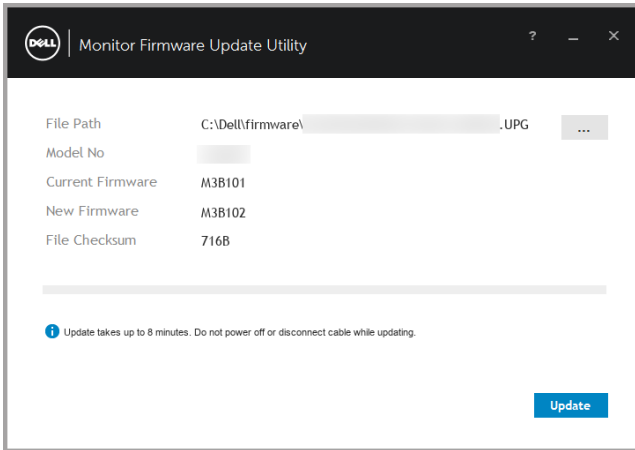 DELL Monitor Firmware Update Utility ? _ ×
File Path C:\Dell\firmware\ .UPG ...
Model No
Current Firmware M3B101
New Firmware M3B102
File Checksum 716B
Update takes up to 8 minutes. Do not power off or disconnect cable while updating.
Update